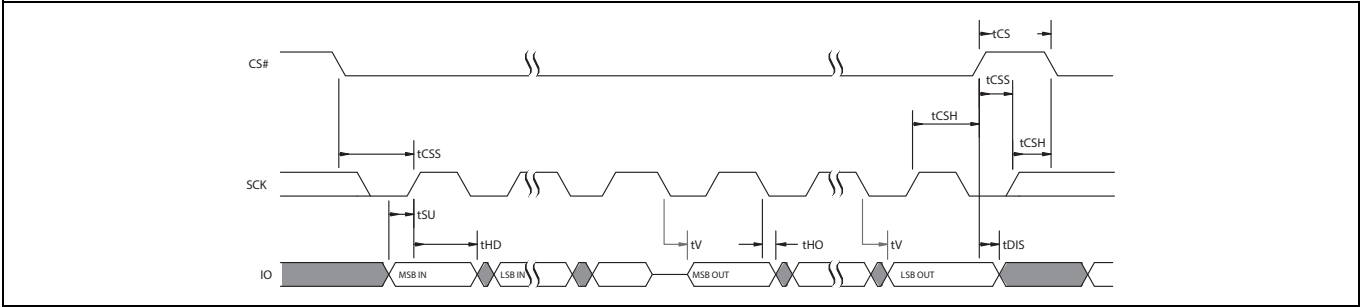 tCS
CS#
tCSS
tCSH
tCSH
tCSS
SCK
tSU
tHD
tV
tHO
tV
tDIS
IO
MSB IN
LSB IN
MSB OUT
LSB OUT